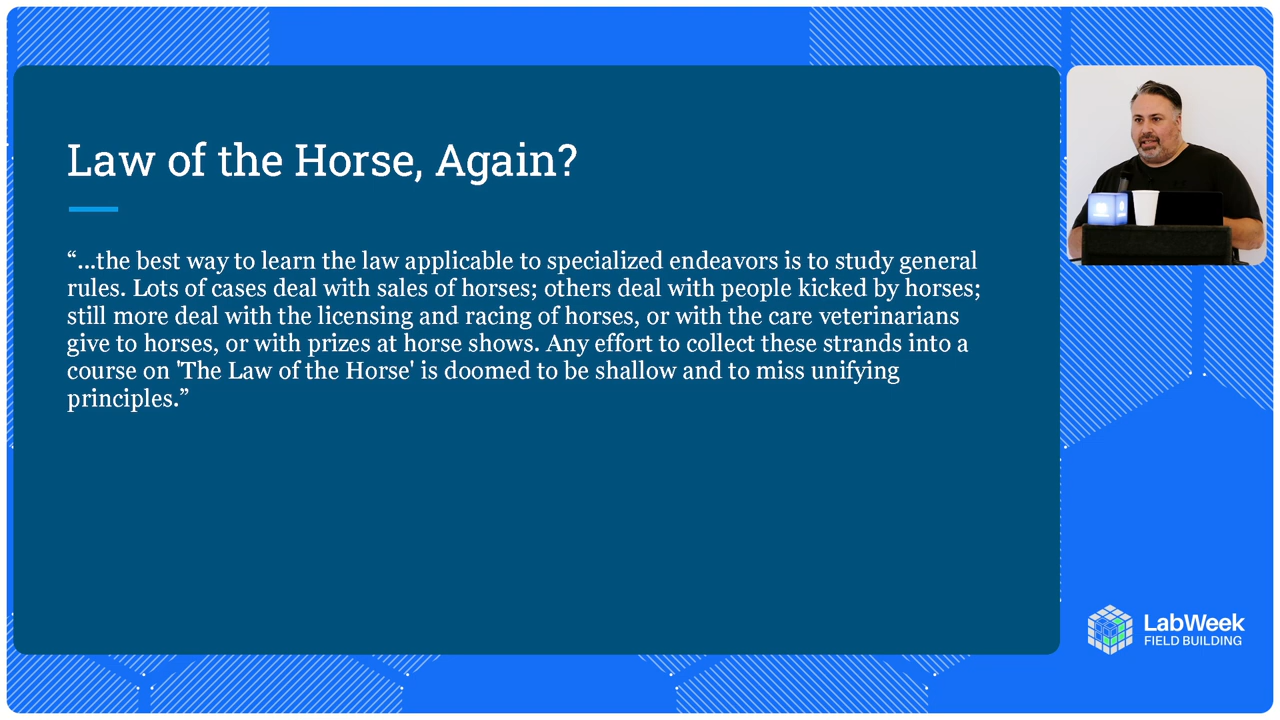 Law of the Horse, Again?
“...the best way to learn the law applicable to specialized endeavors is to study general
rules. Lots of cases deal with sales of horses; others deal with people kicked by horses;
still more deal with the licensing and racing of horses, or with the care veterinarians
give to horses, or with prizes at horse shows. Any effort to collect these strands into a
course on 'The Law of the Horse' is doomed to be shallow and to miss unifying
principles.”
LabWeek
FIELD BUILDING